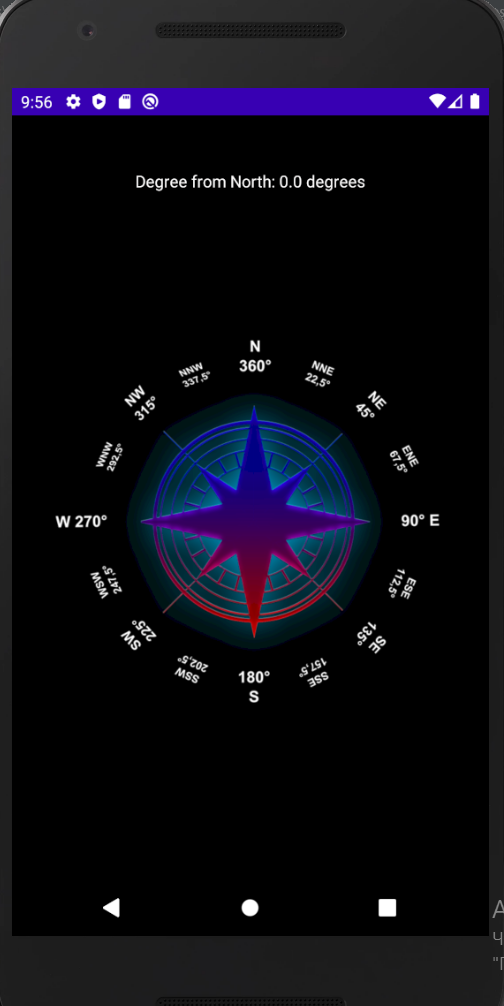 9:56
Degree from North: 0.0 degrees
N
360°
NNW
337,5°
NNE
22,5°
NW
315°
NE
45°
WNW
292,5°
ENE
67,5°
W 270°
90° E
WSW
247,5°
ESE
112,5°
SW
225°
SE
135°
SSW
202,5°
SSE
157,5°
180°
S